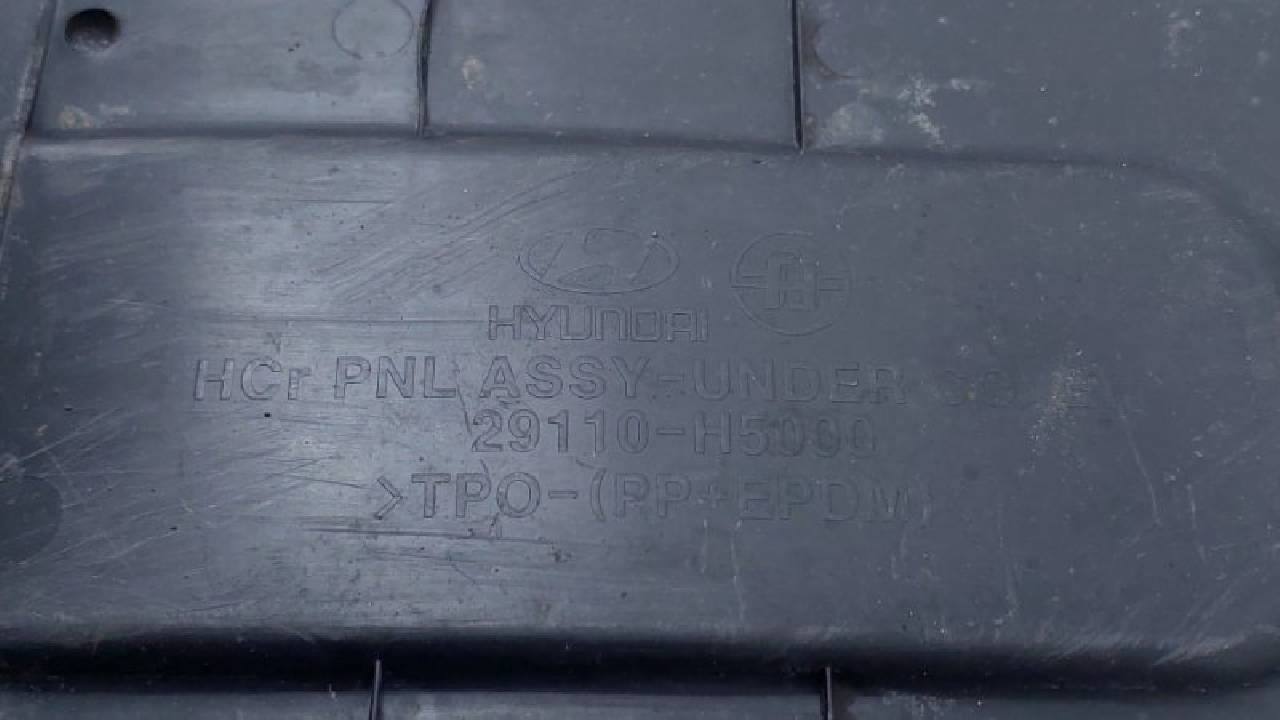 HYUNDAI
HCr PNL ASSY-UNDER
29110-H5000
>TPO-(PP+EPDM)